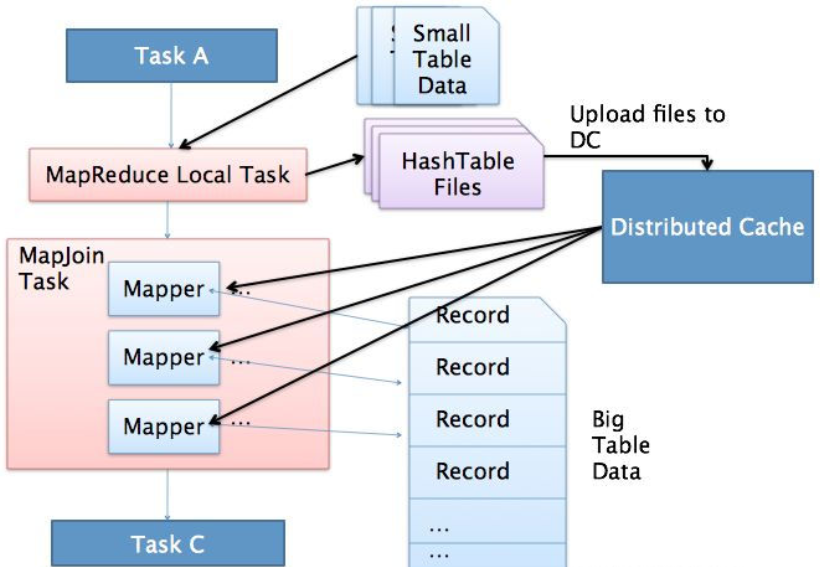 Task A
Small
Table
Data
Upload files to
DC
MapReduce Local Task
HashTable
Files
Distributed Cache
MapJoin
Task
Mapper
...
Mapper
...
Mapper
...
Record
Record
Record
Record
...
...
Big
Table
Data
Task C